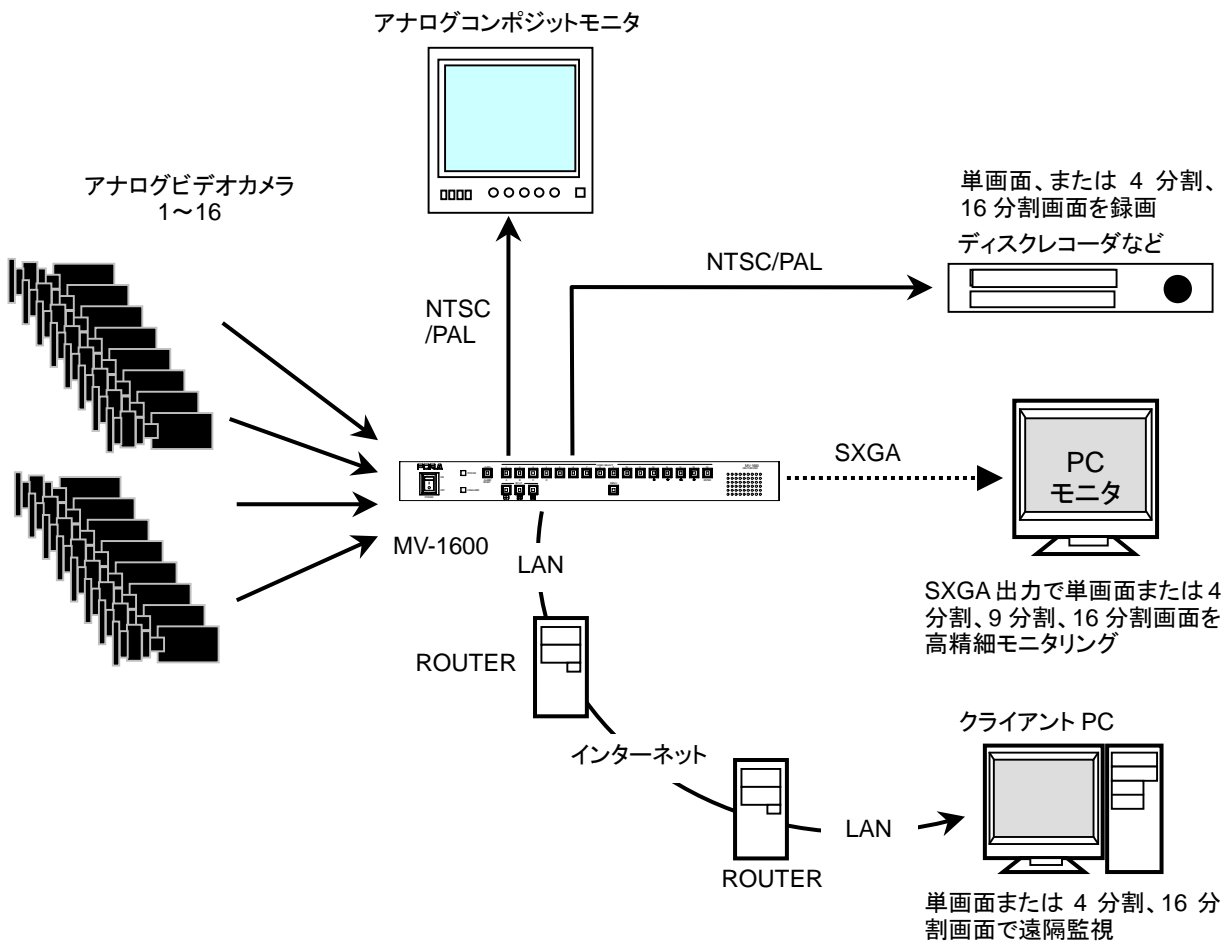 アナログコンポジットモニタ
アナログビデオカメラ
1～16
単画面、または 4 分割、
16 分割画面を録画
ディスクレコーダなど
NTSC/PAL
NTSC
/PAL
SXGA
PC
モニタ
MV-1600
LAN
SXGA 出力で単画面または 4
分割、9 分割、16 分割画面を
高精細モニタリング
ROUTER
クライアント PC
インターネット
LAN
ROUTER
単画面または 4 分割、16 分
割画面で遠隔監視